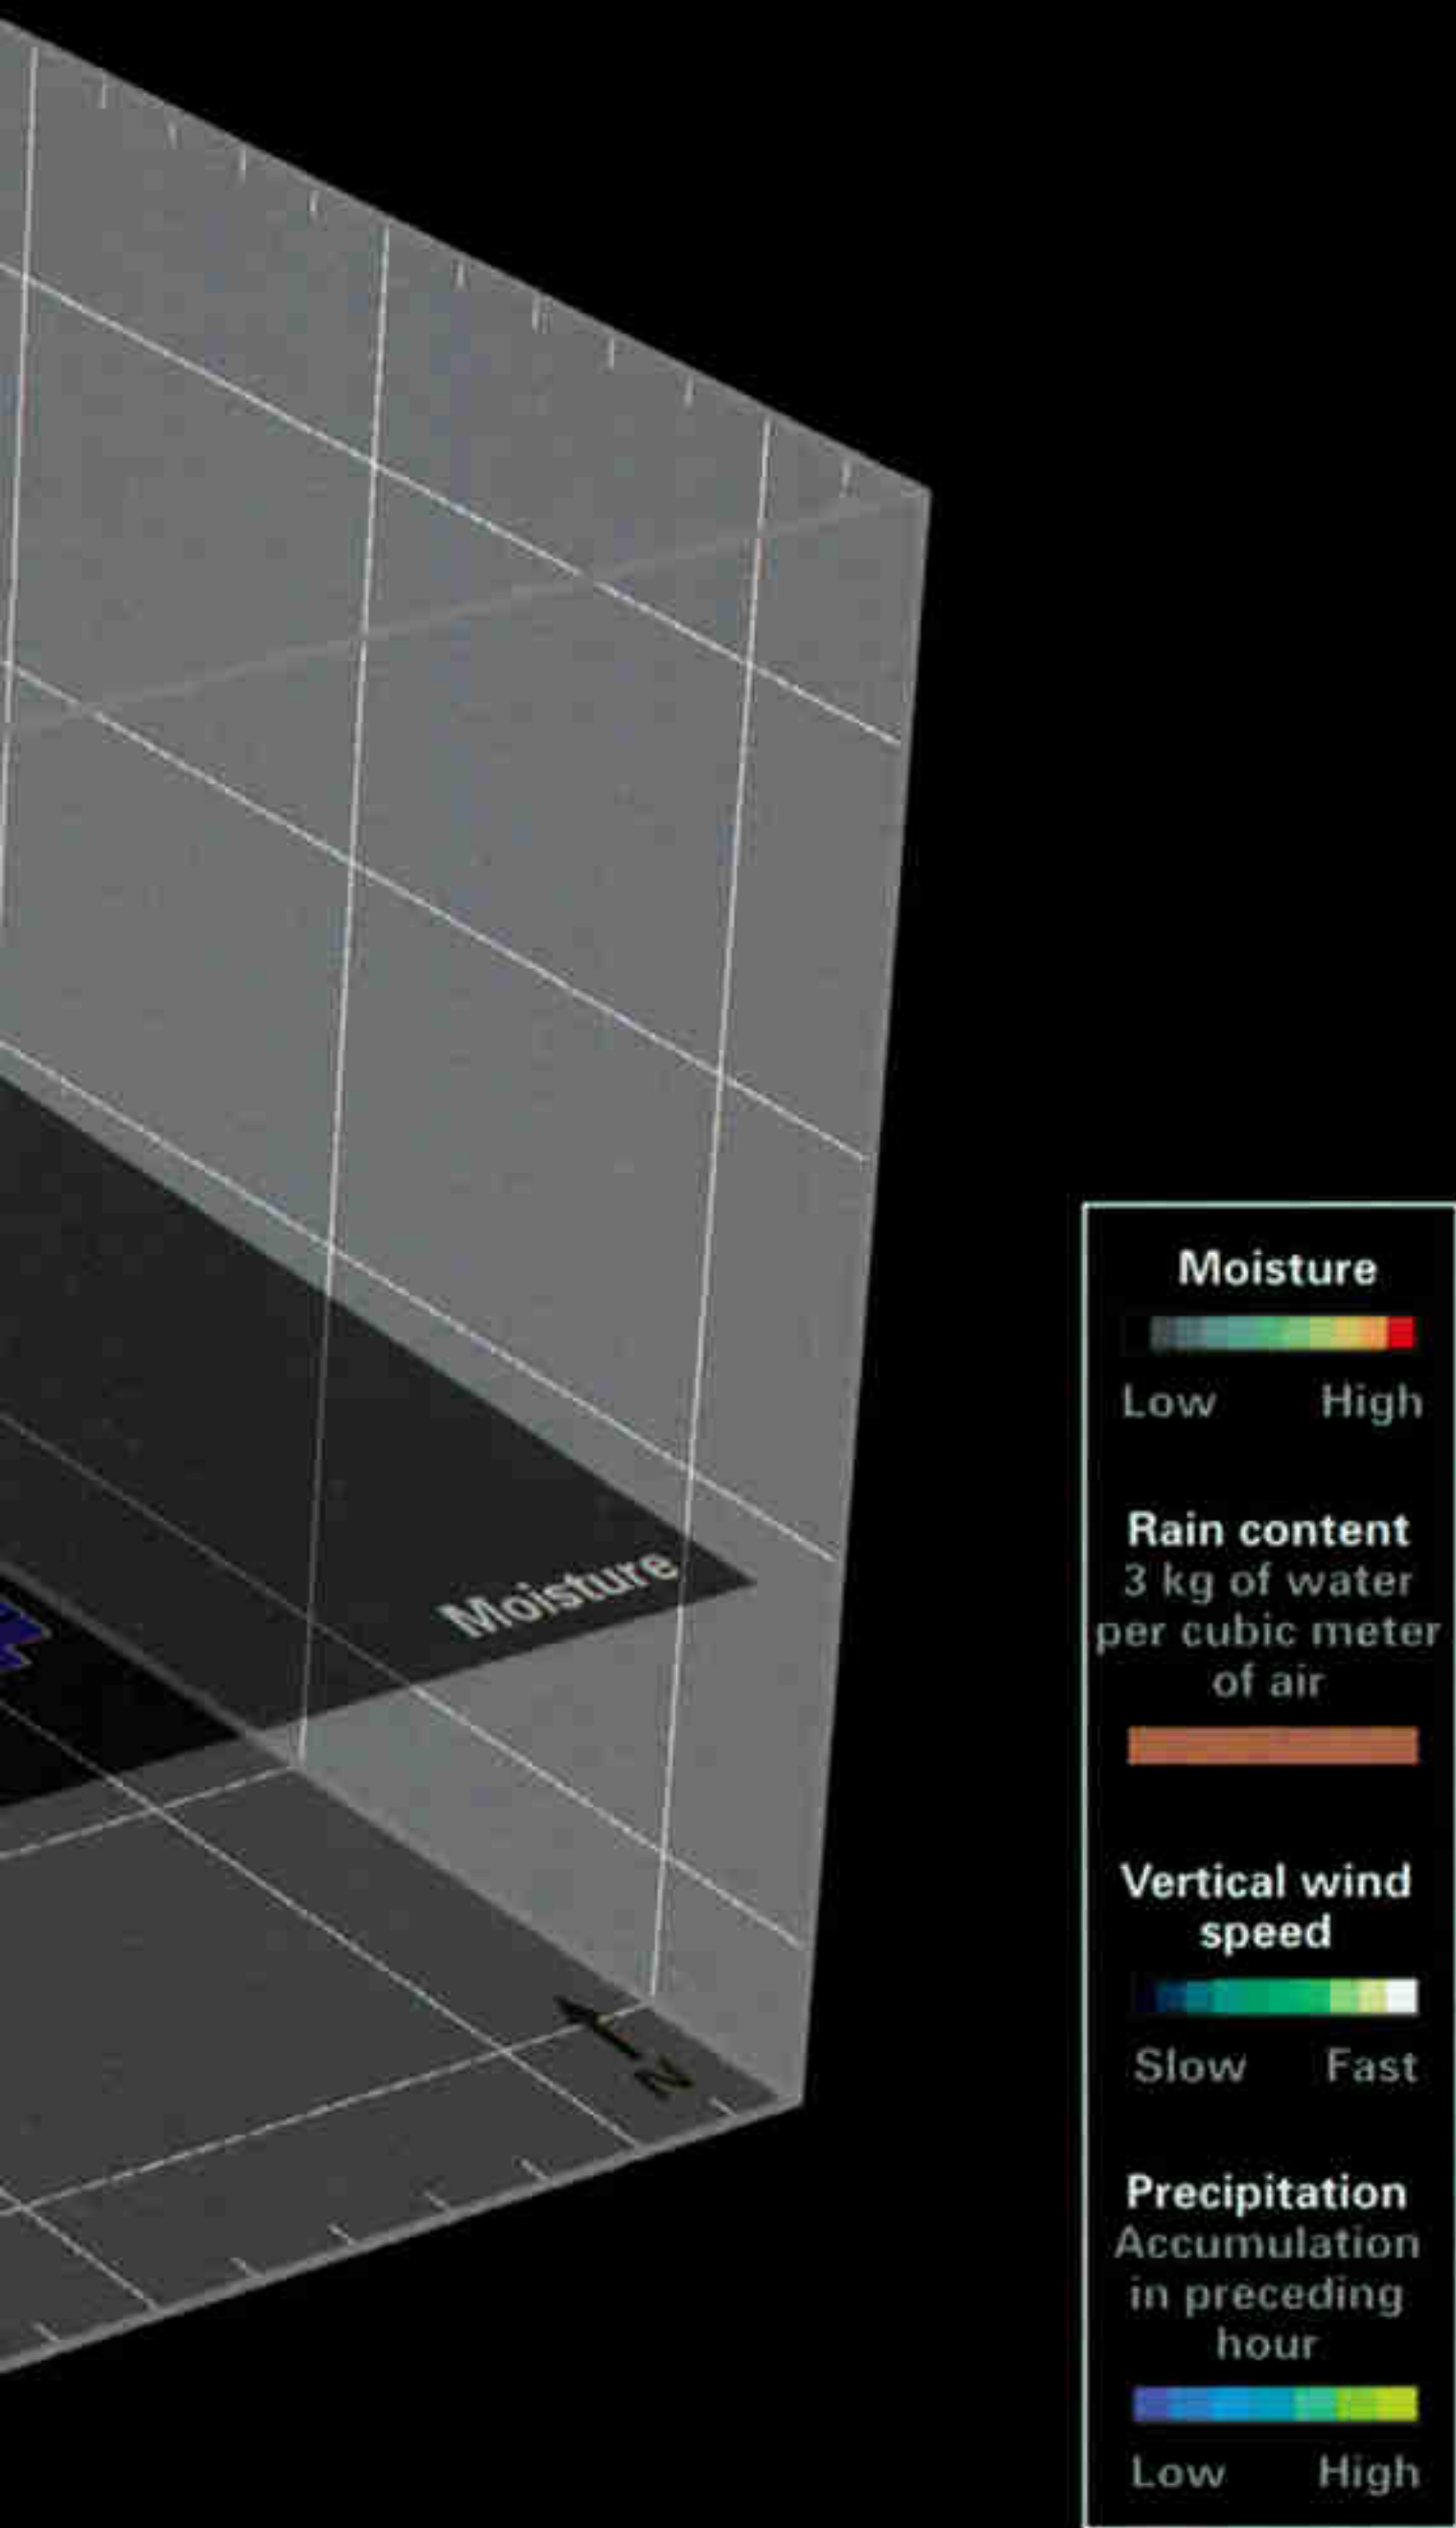 Moisture
Low High
Rain content
3 kg of water
per cubic meter
of air
Moisture
Vertical wind
speed
Slow Fast
N
Precipitation
Accumulation
in preceding
hour
Low High